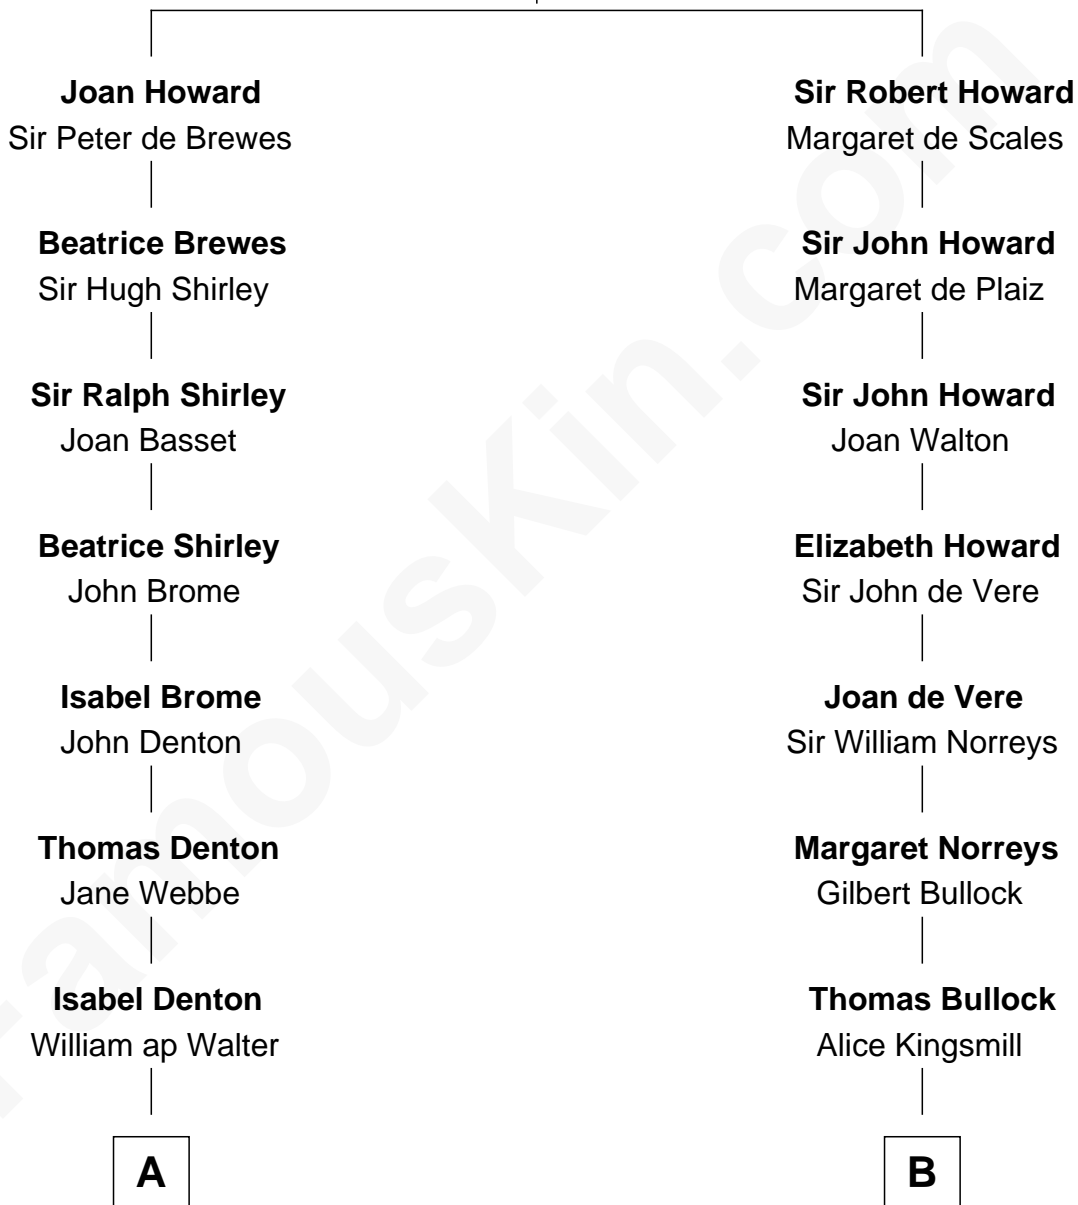 Joan Howard
Sir Peter de Brewes
Beatrice Brewes
Sir Hugh Shirley
Sir Ralph Shirley
Joan Basset
Beatrice Shirley
John Brome
Isabel Brome
John Denton
Thomas Denton
Jane Webbe
Isabel Denton
William ap Walter
A
Sir Robert Howard
Margaret de Scales
Sir John Howard
Margaret de Plaiz
Sir John Howard
Joan Walton
Elizabeth Howard
Sir John de Vere
Joan de Vere
Sir William Norreys
Margaret Norreys
Gilbert Bullock
Thomas Bullock
Alice Kingsmill
B
FamousKin.com